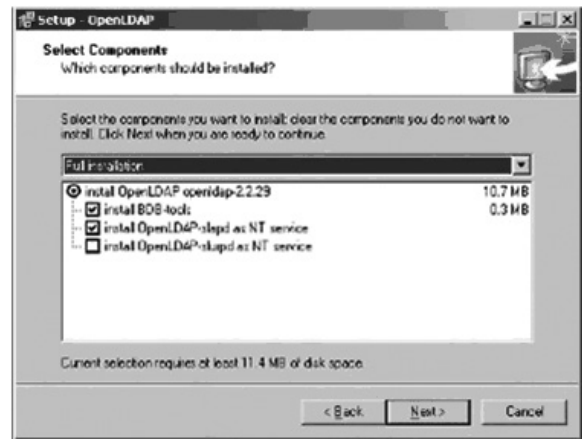 Setup - OpenLDAP
Select Components
Which components should be installed?
Select the components you want to install; clear the components you do not want to
install. Click Next when you are ready to continue.
Full installation
install OpenLDAP openldap-2.2.29 10.7 MB
install BDB-tools 0.3 MB
install OpenLDAP-slapd as NT service
install OpenLDAP-slurpd as NT service
Current selection requires at least 11.4 MB of disk space.
< Back Next > Cancel